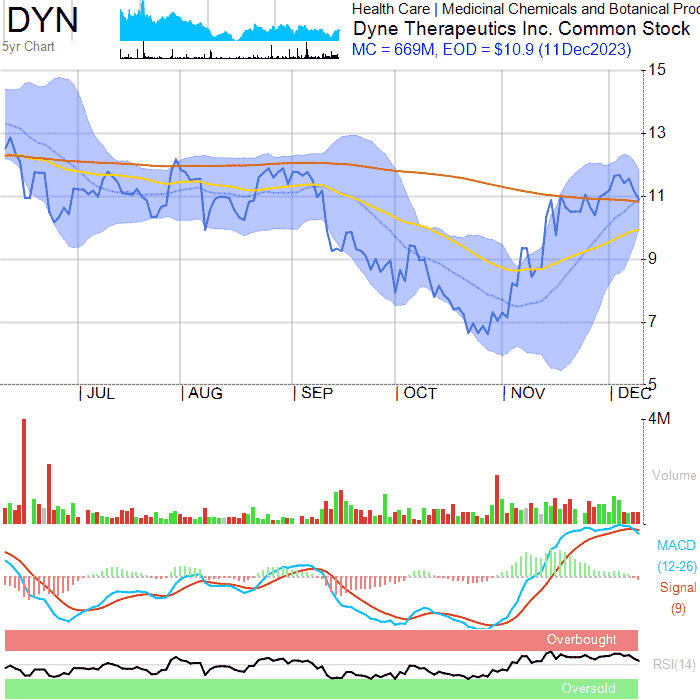 DYN
5yr Chart
Health Care | Medicinal Chemicals and Botanical Proc
Dyne Therapeutics Inc. Common Stock
MC = 669M, EOD = $10.9 (11Dec2023)
15
13
11
9
7
5
JUL AUG SEP OCT NOV DEC
4M
Volume
MACD
(12-26)
Signal
(9)
Overbought
RSI(14)
Oversold